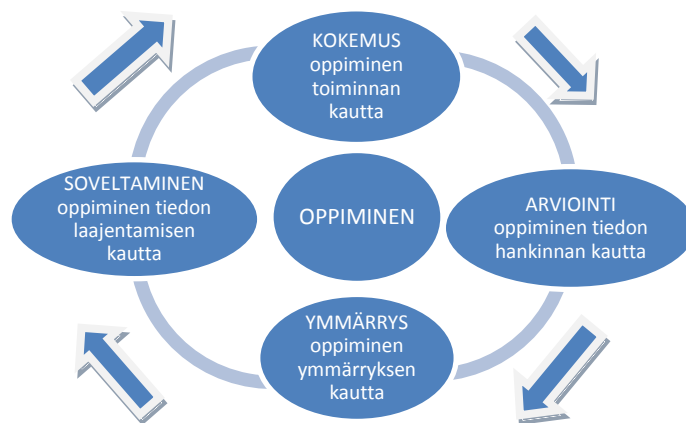 KOKEMUS
oppiminen
toiminnan
kautta
SOVELTAMINEN
oppiminen tiedon
laajentamisen
kautta
OPPIMINEN
ARVIOINTI
oppiminen tiedon
hankinnan kautta
YMMÄRRYS
oppiminen
ymmärryksen
kautta